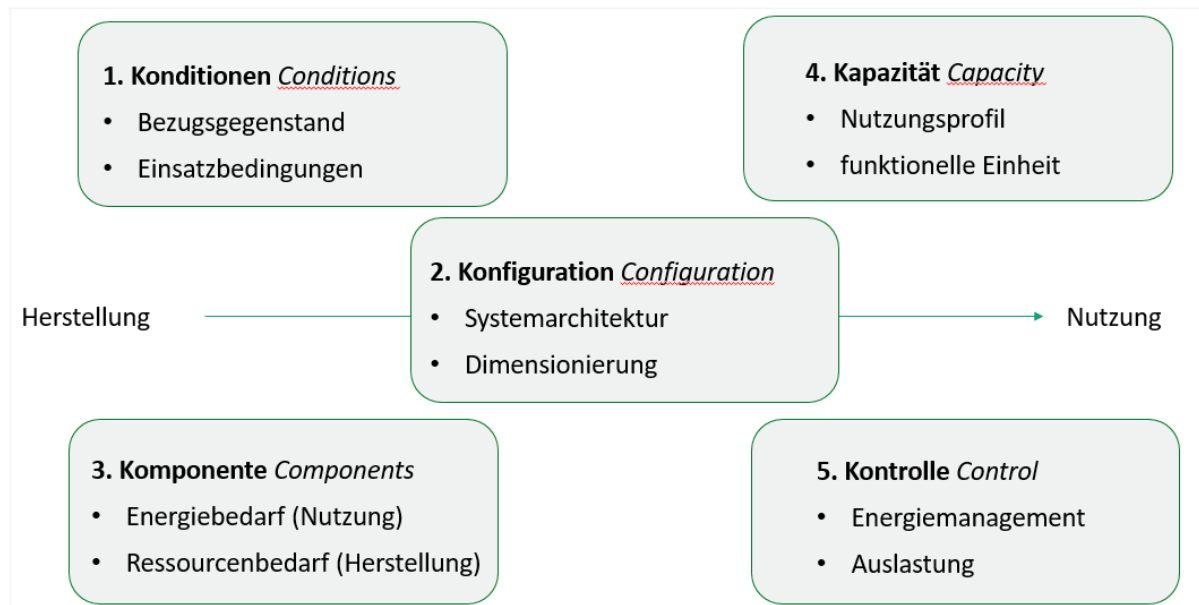 1. Konditionen Conditions
• Bezugsgegenstand
• Einsatzbedingungen
4. Kapazität Capacity
• Nutzungsprofil
• funktionelle Einheit
2. Konfiguration Configuration
• Systemarchitektur
• Dimensionierung
Herstellung
Nutzung
3. Komponente Components
• Energiebedarf (Nutzung)
• Ressourcenbedarf (Herstellung)
5. Kontrolle Control
• Energiemanagement
• Auslastung